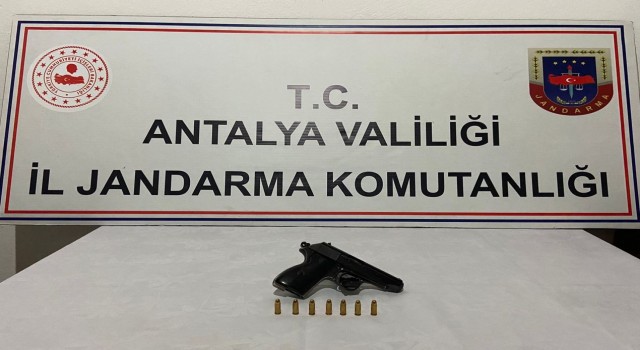 T.C.
ANTALYA VALİLİĞİ
İL JANDARMA KOMUTANLIĞI
JANDARMA